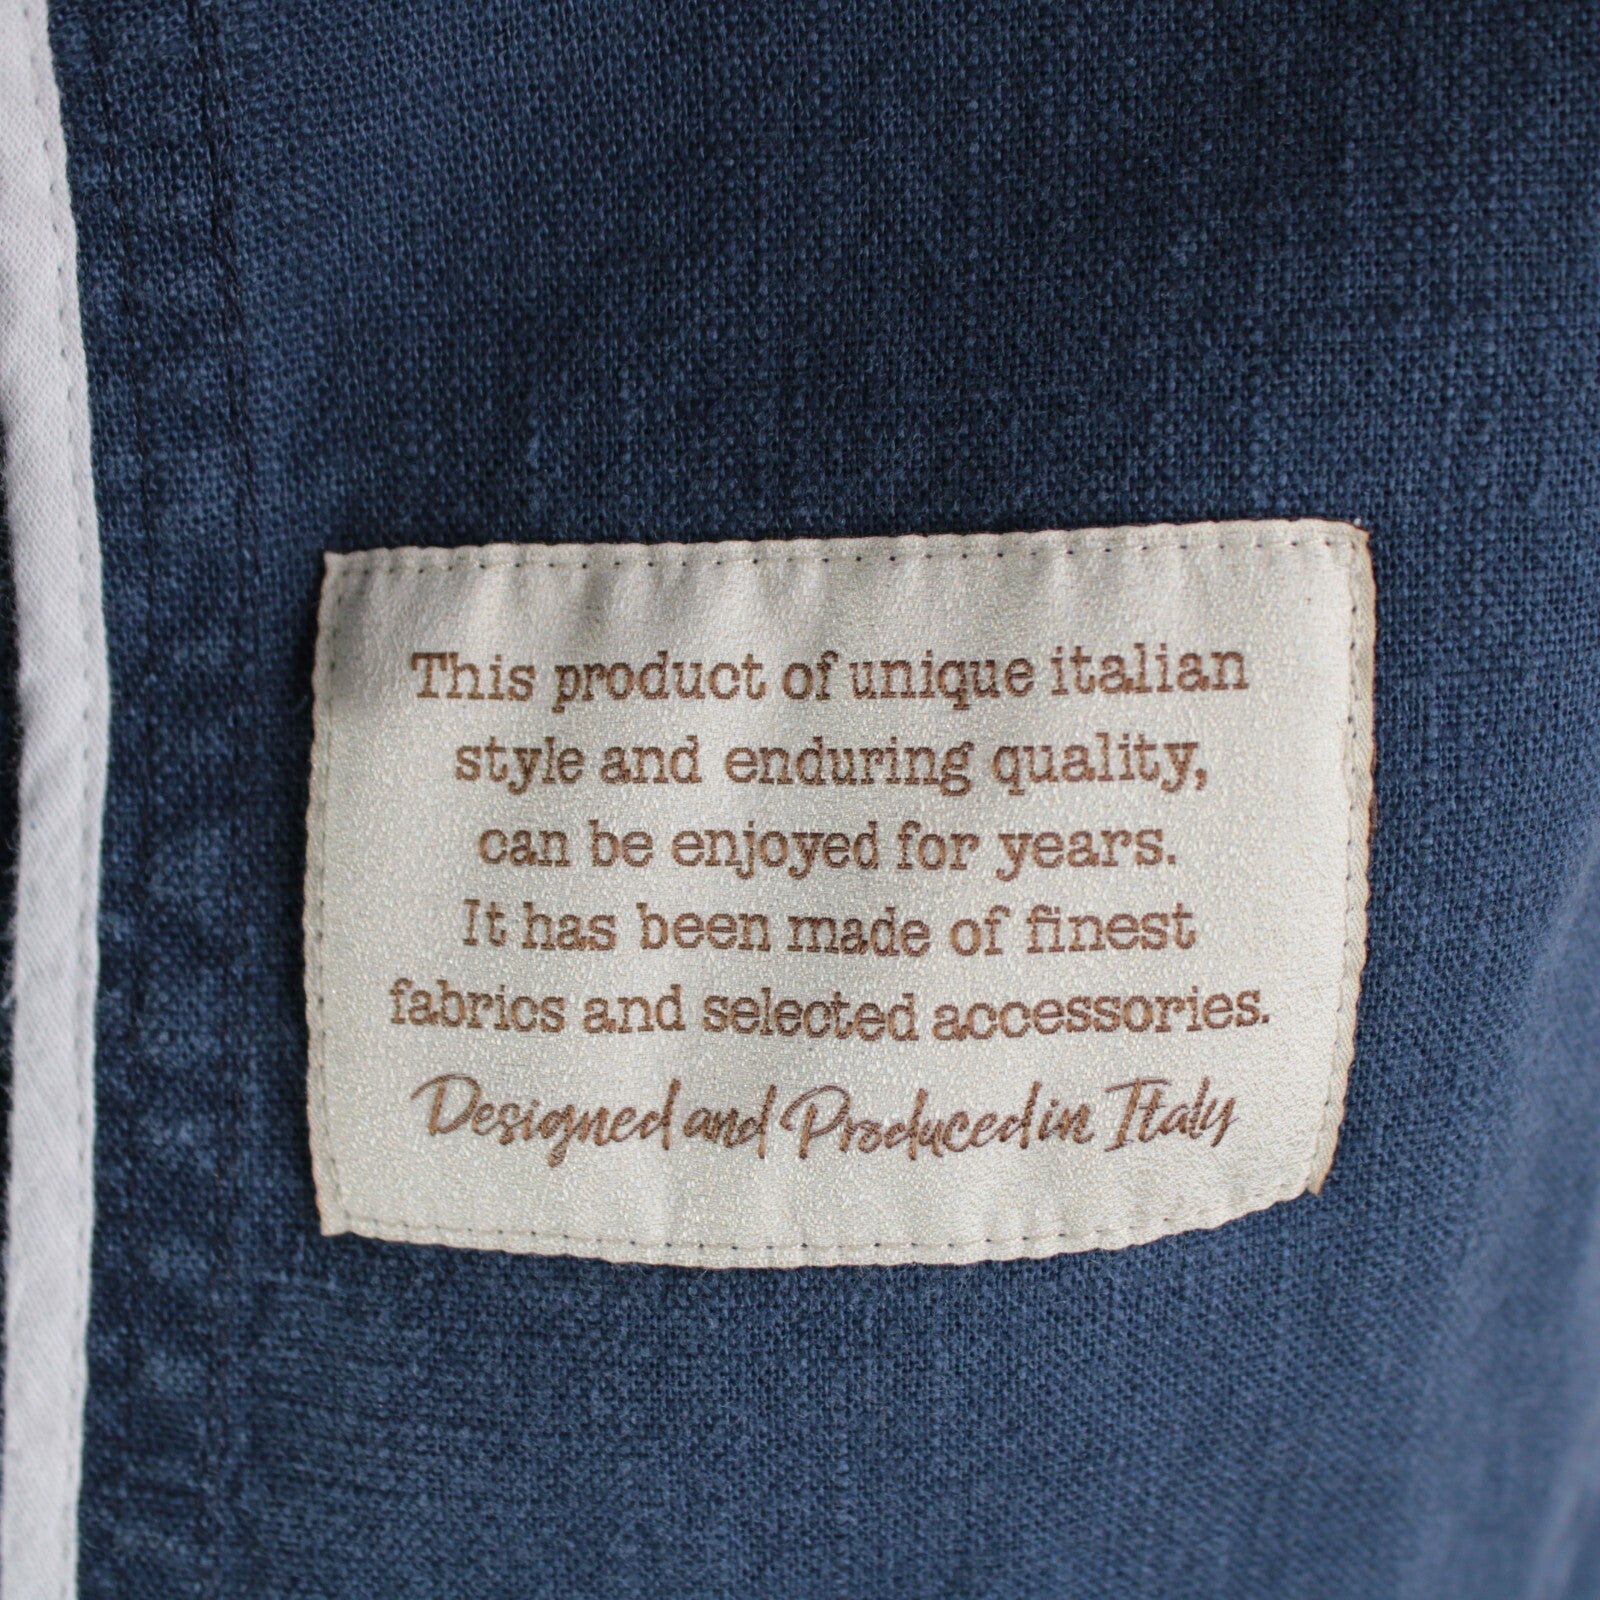 This product of unique italian
style and enduring quality,
can be enjoyed for years.
It has been made of finest
fabrics and selected accessories.
Designed and Produced in Italy